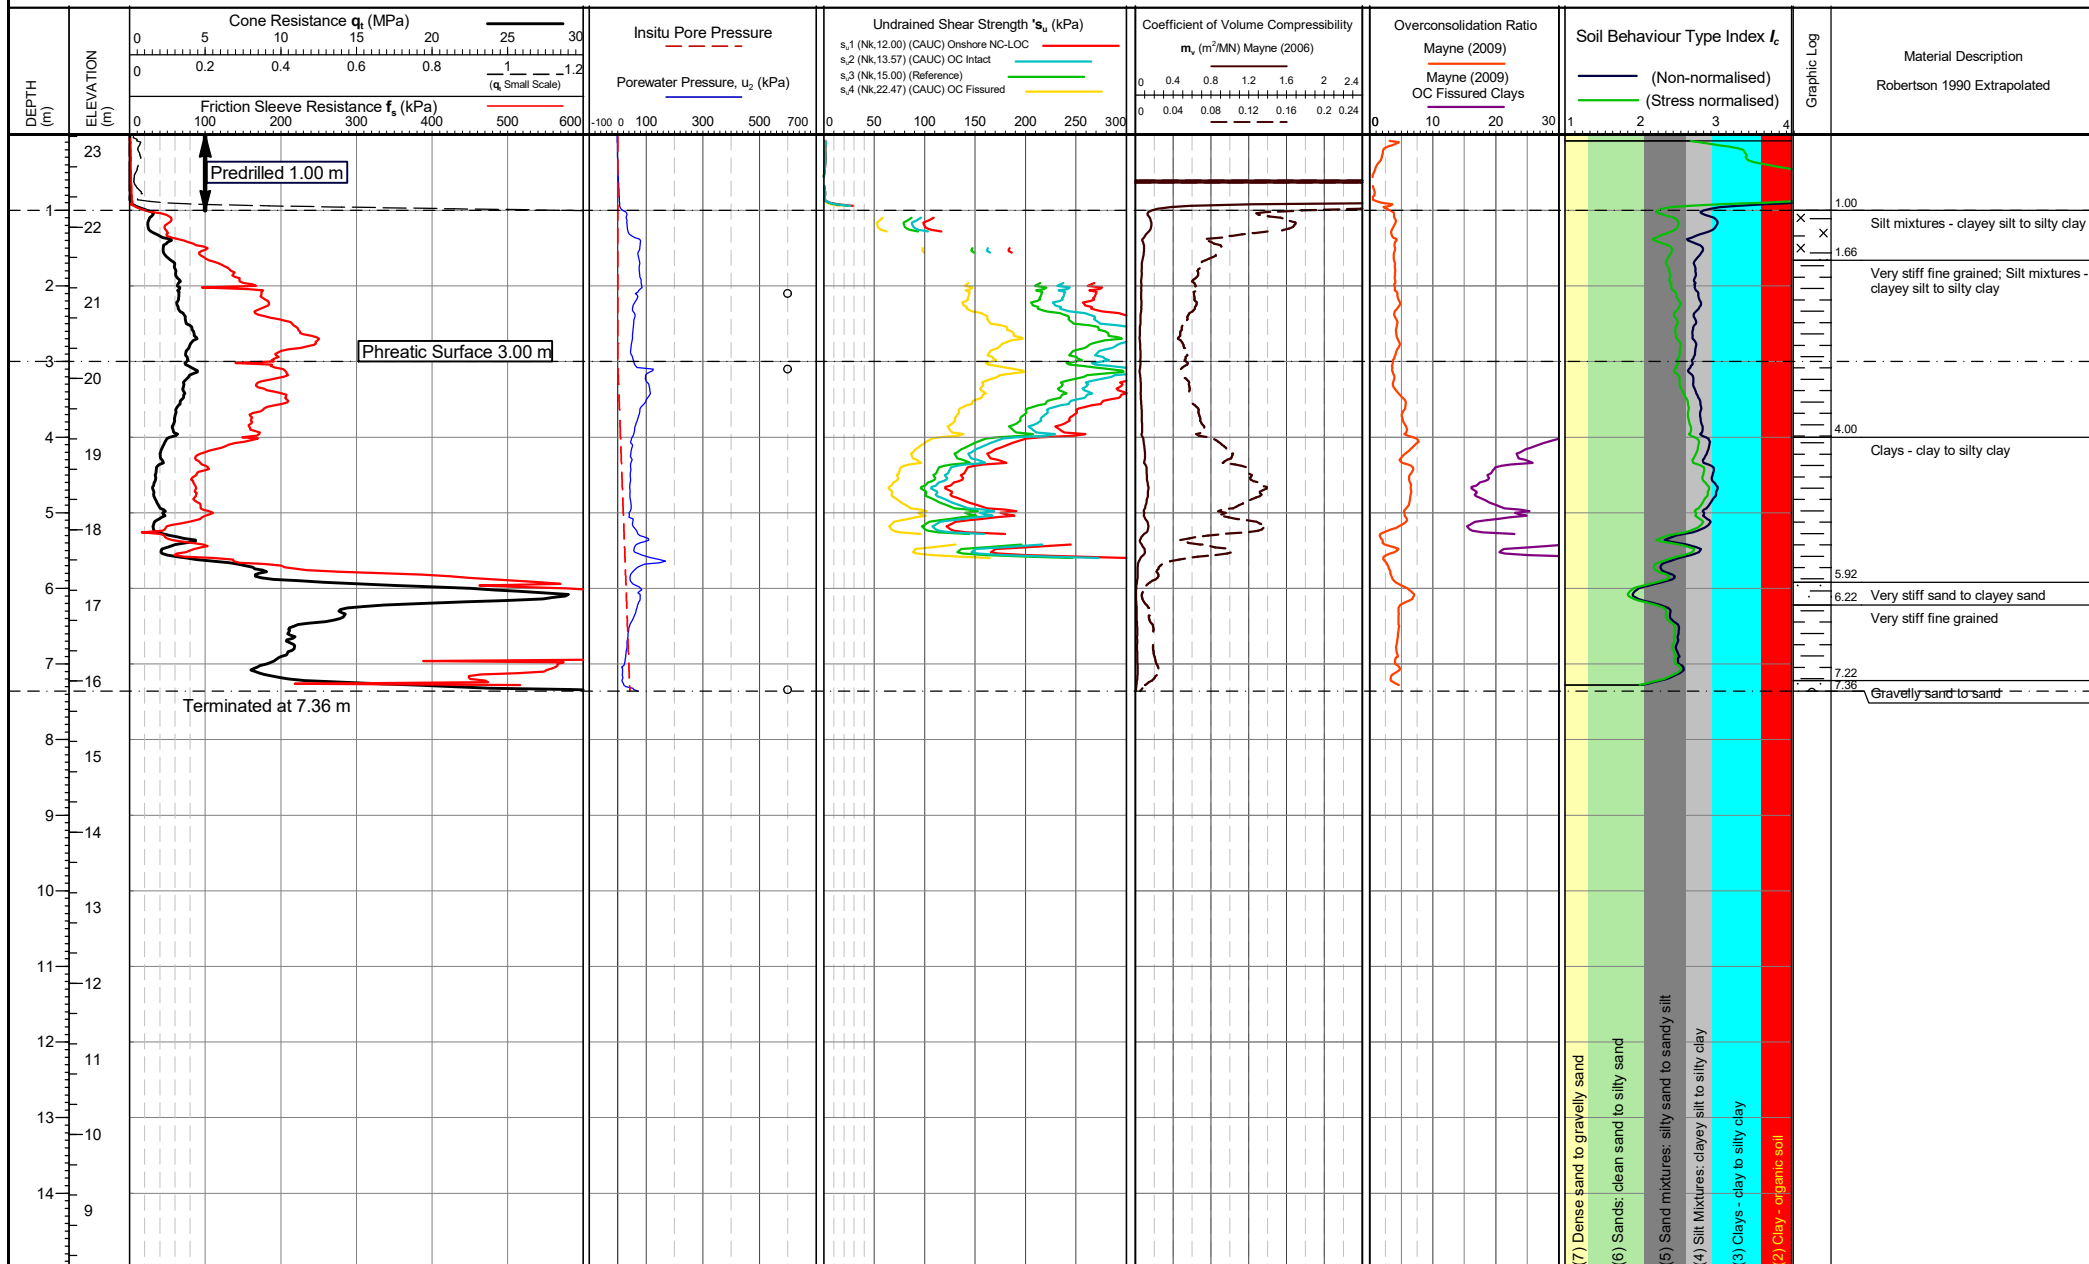 DEPTH
(m)
ELEVATION
(m)
Cone Resistance qt (MPa)
0 5 10 15 20 25 30
0 0.2 0.4 0.6 0.8 1 1.2
(qt Small Scale)
Friction Sleeve Resistance fs (kPa)
0 100 200 300 400 500 600
Insitu Pore Pressure
Porewater Pressure, u2 (kPa)
-100 0 100 300 500 700
Undrained Shear Strength 'su (kPa)
su1 (Nk,12.00) (CAUC) Onshore NC-LOC
su2 (Nk,13.57) (CAUC) OC Intact
su3 (Nk,15.00) (Reference)
su4 (Nk,22.47) (CAUC) OC Fissured
0 50 100 150 200 250 300
Coefficient of Volume Compressibility
mv (m2/MN) Mayne (2006)
0 0.4 0.8 1.2 1.6 2 2.4
0 0.04 0.08 0.12 0.16 0.20 0.24
Overconsolidation Ratio
Mayne (2009)
Mayne (2009)
OC Fissured Clays
0 10 20 30
Soil Behaviour Type Index Ic
(Non-normalised)
(Stress normalised)
1 2 3 4
Graphic Log
Material Description
Robertson 1990 Extrapolated
Predrilled 1.00 m
Phreatic Surface 3.00 m
Terminated at 7.36 m
1
2
3
4
5
6
7
8
9
10
11
12
13
14
23
22
21
20
19
18
17
16
15
14
13
12
11
10
9
1.00
Silt mixtures - clayey silt to silty clay
1.66
Very stiff fine grained; Silt mixtures -
clayey silt to silty clay
4.00
Clays - clay to silty clay
5.92
6.22
Very stiff sand to clayey sand
Very stiff fine grained
7.22
7.36
Gravelly sand to sand
(7) Dense sand to gravelly sand
(6) Sands: clean sand to silty sand
(5) Sand mixtures: silty sand to sandy silt
(4) Silt Mixtures: clayey silt to silty clay
(3) Clays - clay to silty clay
(2) Clay - organic soil